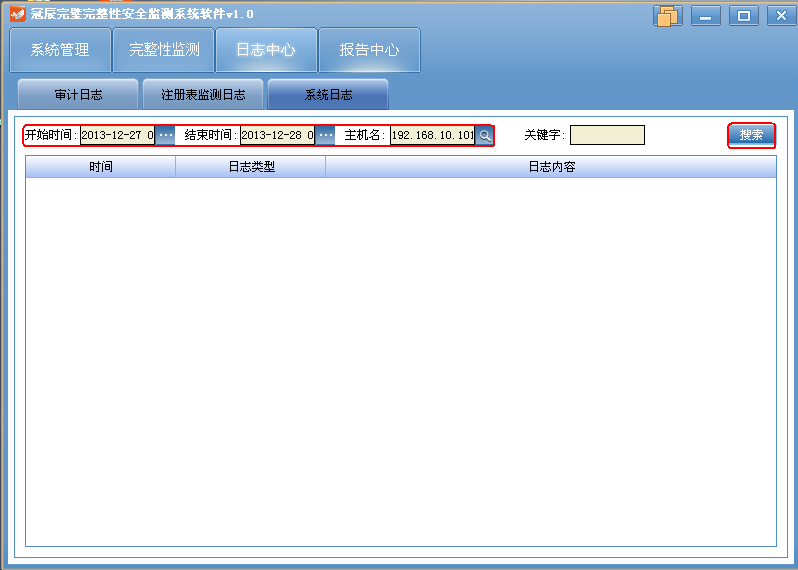 冠辰完璧完整性安全监测系统软件v1.0
系统管理 完整性监测 日志中心 报告中心
审计日志 注册表监测日志 系统日志
开始时间: 2013-12-27 0 ... 结束时间: 2013-12-28 0 ... 主机名: 192.168.10.101 关键字: 搜索
时间 日志类型 日志内容